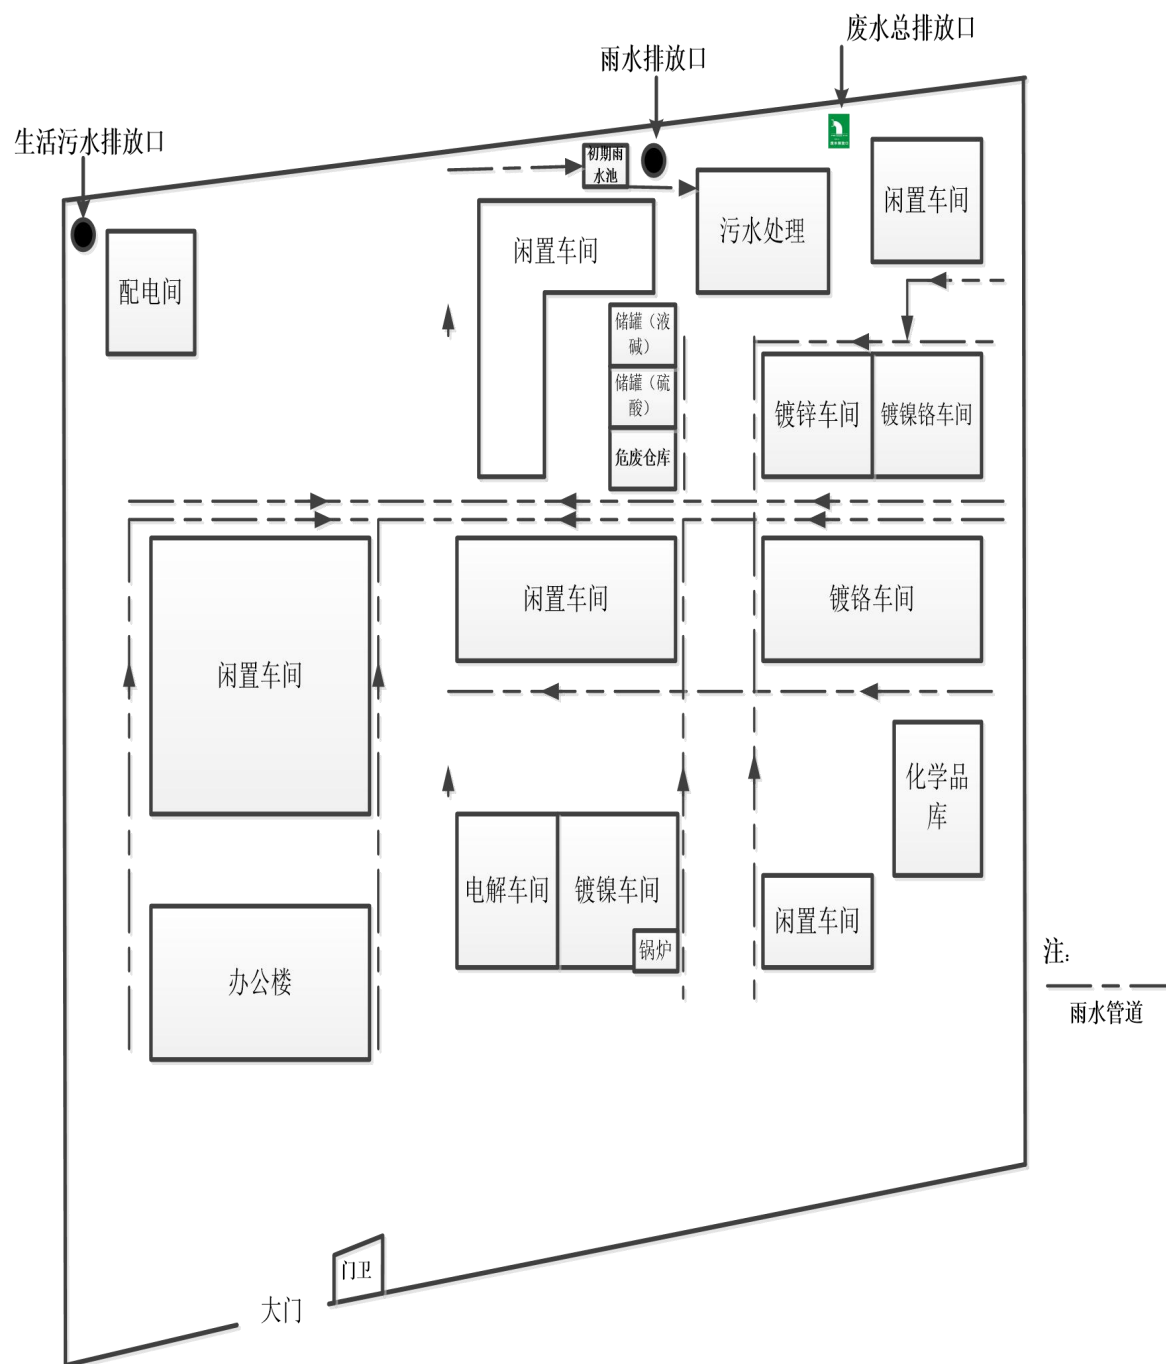 废水总排放口
雨水排放口
生活污水排放口
初期雨
水池
闲置车间
污水处理
闲置车间
配电间
储罐（液
碱）
储罐（硫
酸）
危废仓库
镀锌车间
镀镍铬车间
闲置车间
闲置车间
镀铬车间
化学品
库
电解车间
镀镍车间
锅炉
闲置车间
办公楼
注：
雨水管道
门卫
大门